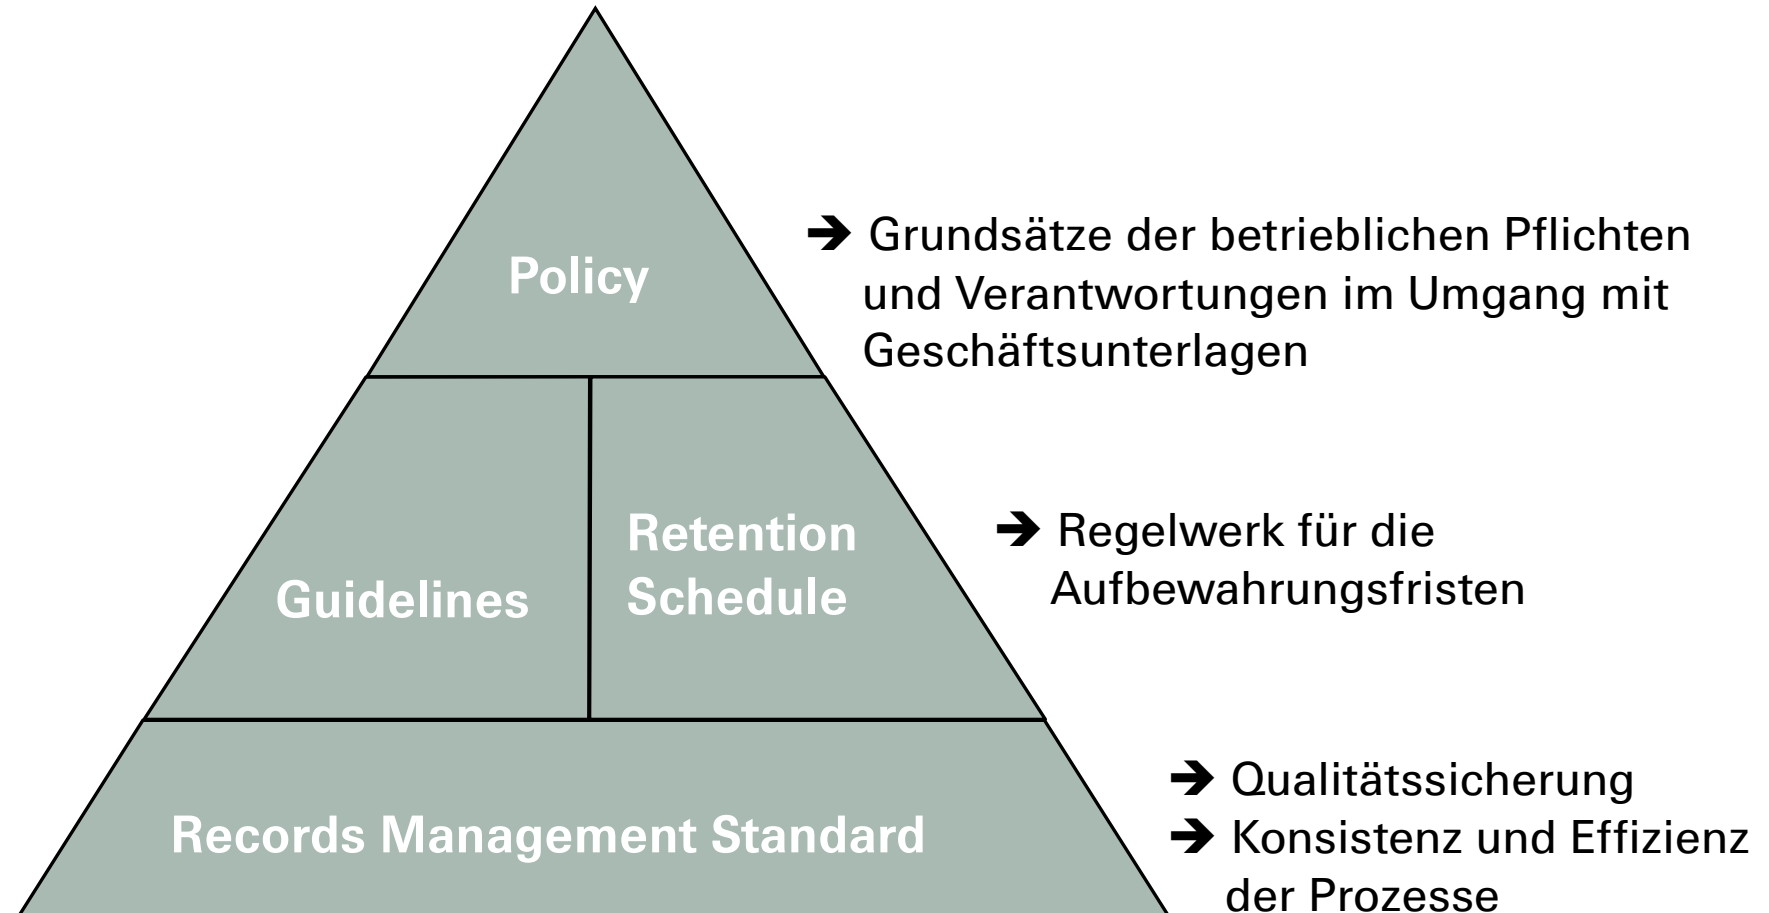 Policy
➔ Grundsätze der betrieblichen Pflichten
und Verantwortungen im Umgang mit
Geschäftsunterlagen
Guidelines
Retention
Schedule
➔ Regelwerk für die
Aufbewahrungsfristen
Records Management Standard
➔ Qualitätssicherung
➔ Konsistenz und Effizienz
der Prozesse